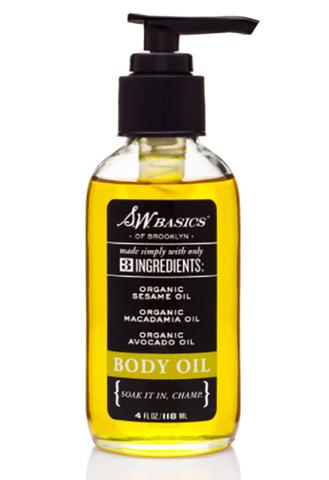 S.W. BASICS®
• OF BROOKLYN •
made simply with only
3 INGREDIENTS:
ORGANIC
SESAME OIL
ORGANIC
MACADAMIA OIL
ORGANIC
AVOCADO OIL
BODY OIL
{SOAK IT IN, CHAMP.}
4 FL OZ/118 ML